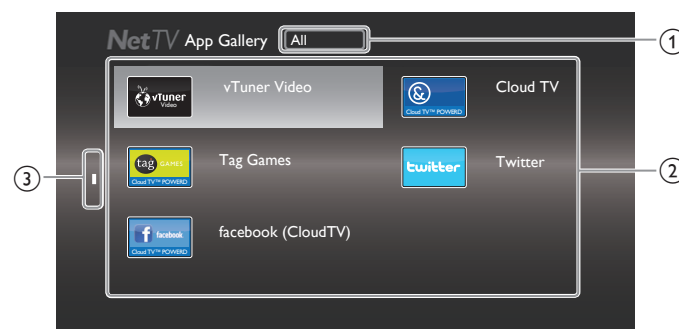 NetTV App Gallery All
1
vTuner Video
vTuner Video
& Cloud TV™ POWERD
Cloud TV
tag GAMES Cloud TV™ POWERD
Tag Games
twitter
Twitter
2
3
f facebook Cloud TV™ POWERD
facebook (CloudTV)